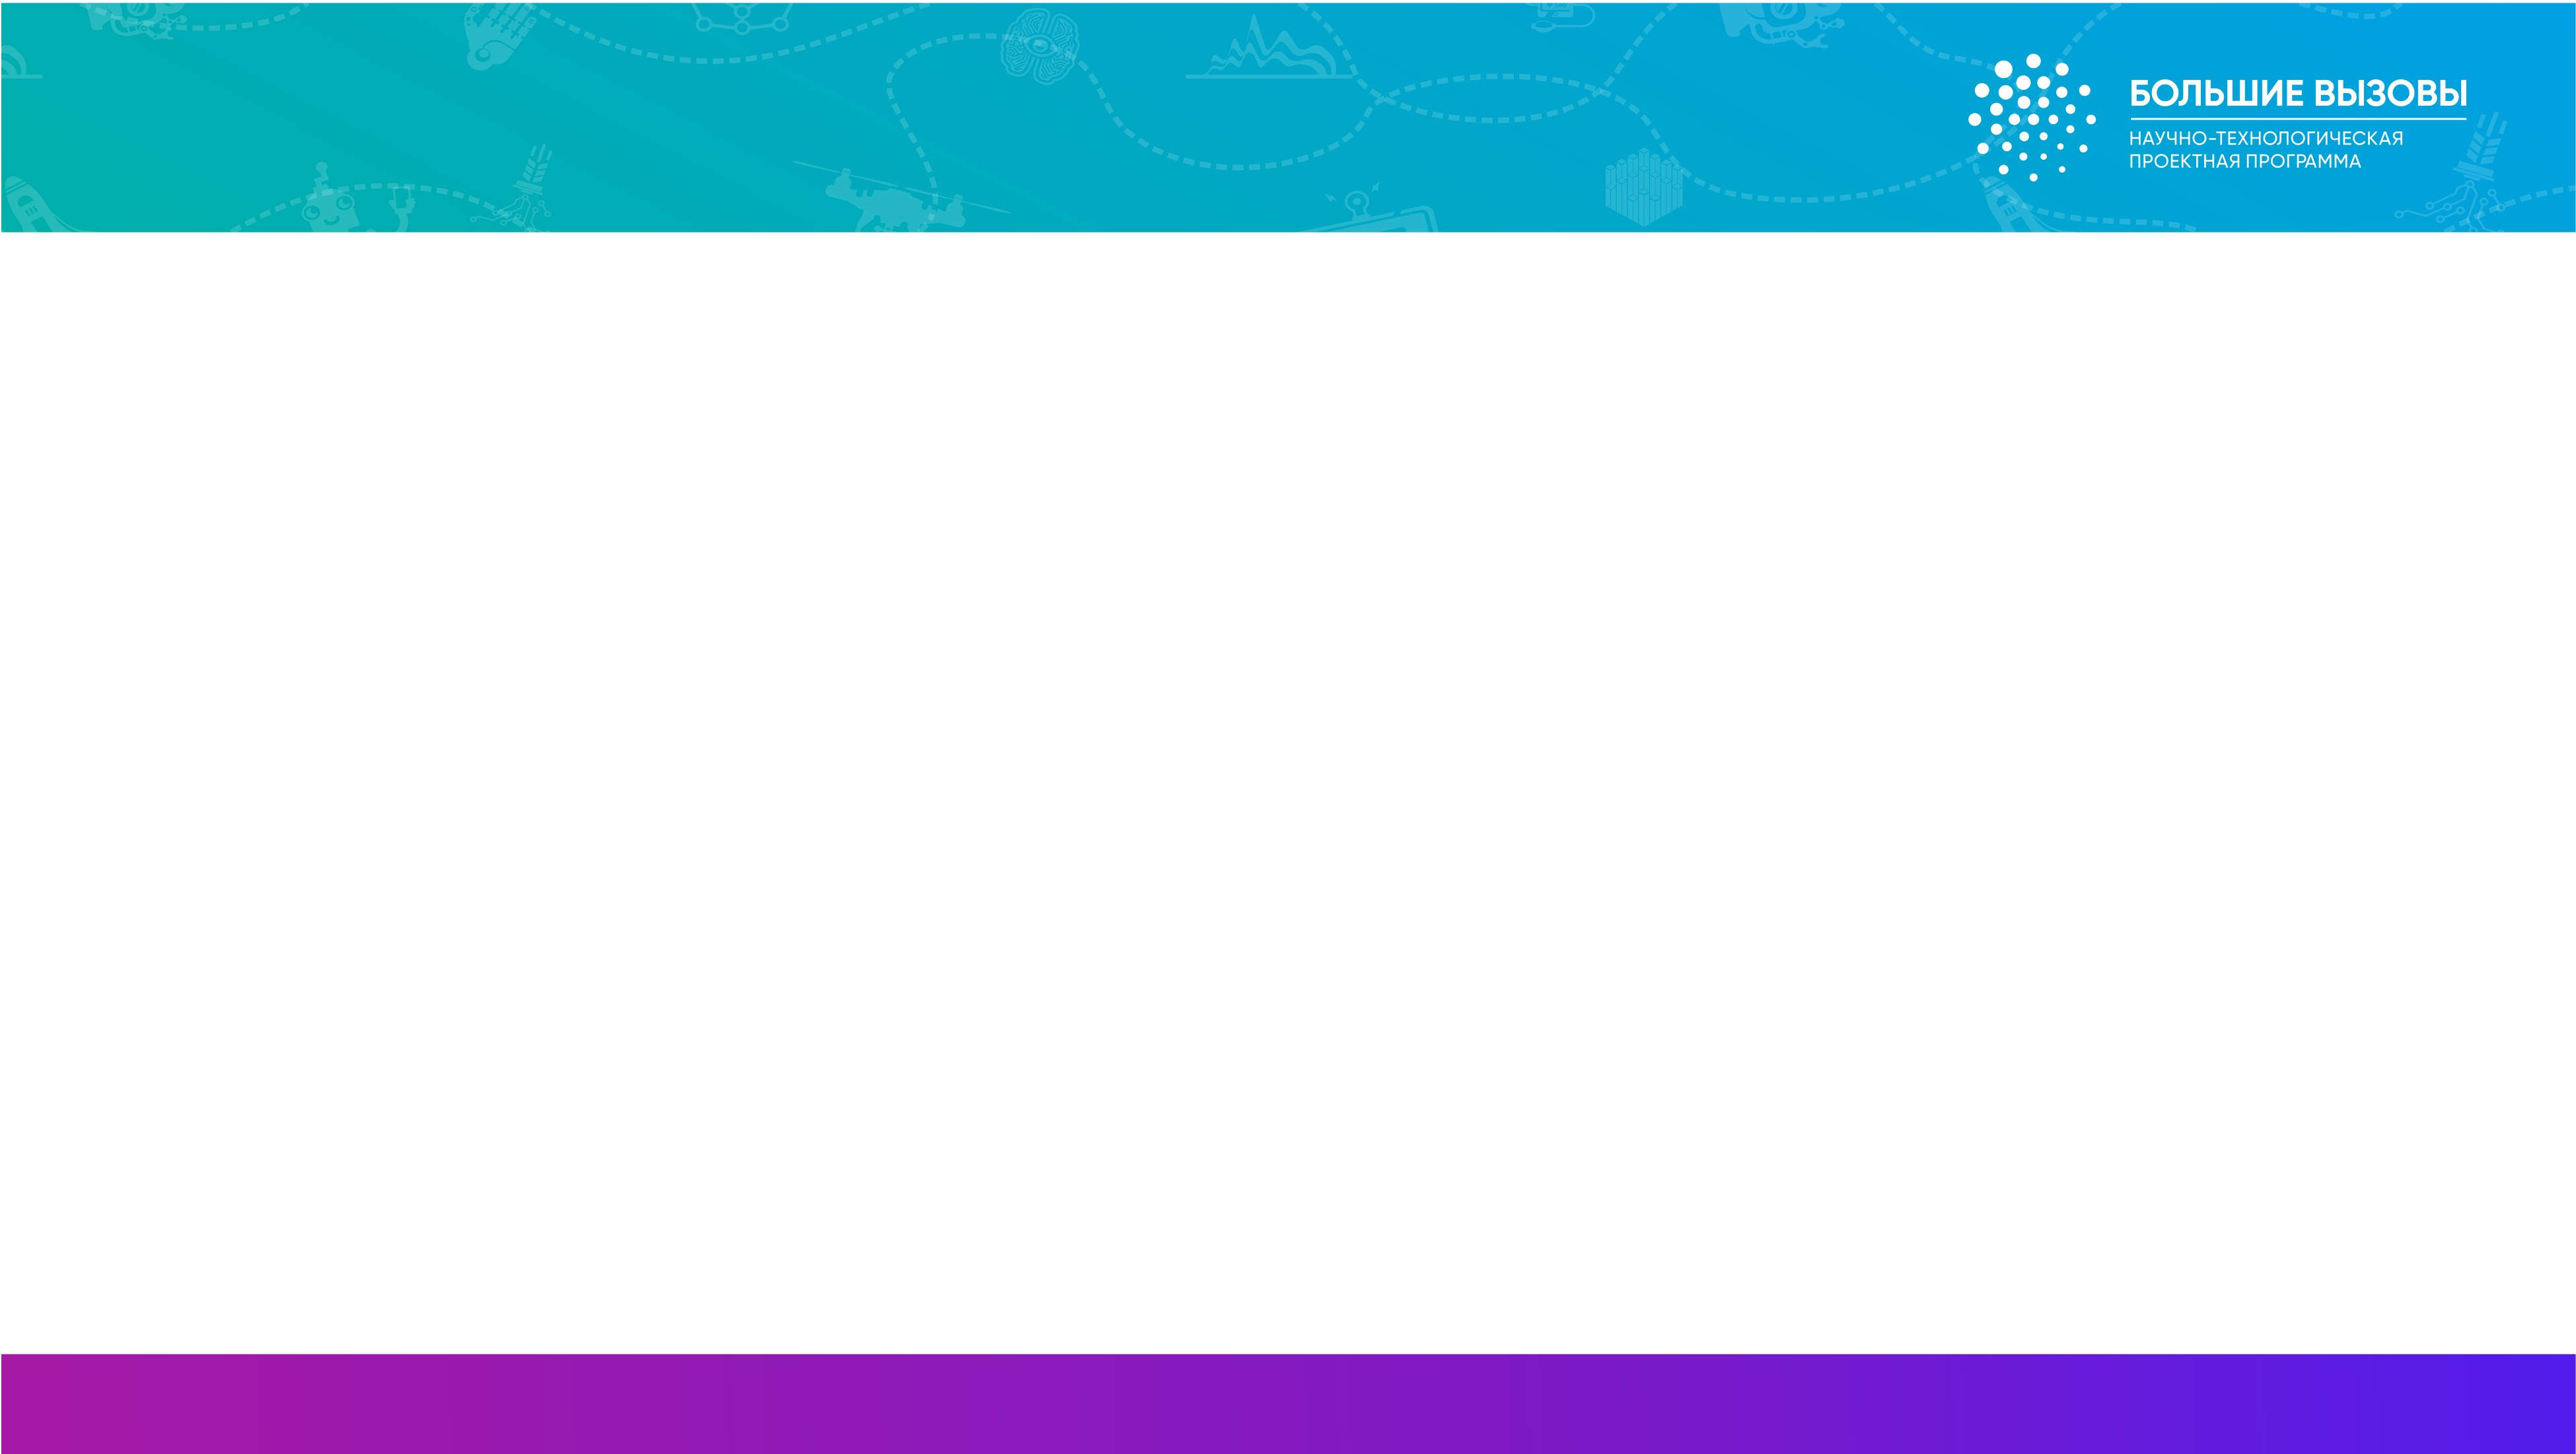 БОЛЬШИЕ ВЫЗОВЫ
НАУЧНО-ТЕХНОЛОГИЧЕСКАЯ
ПРОЕКТНАЯ ПРОГРАММА